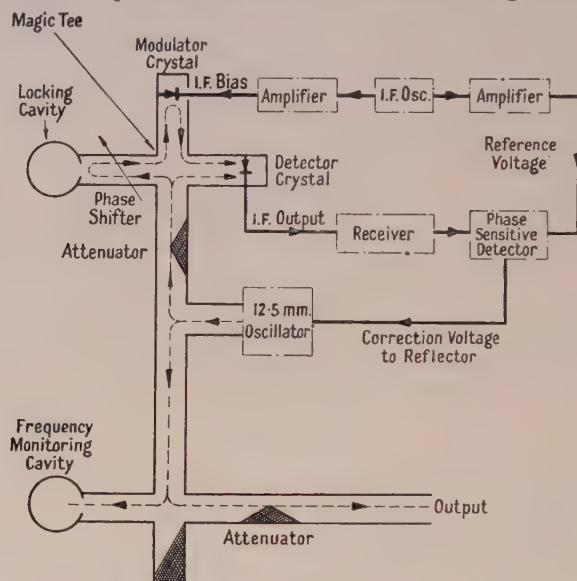 Magic Tee
Modulator
Crystal
I.F. Bias
Amplifier
I.F. Osc.
Amplifier
Locking
Cavity
Reference
Voltage
Detector
Crystal
Phase
Shifter
I.F. Output
Receiver
Phase
Sensitive
Detector
Attenuator
12·5 mm.
Oscillator
Correction Voltage
to Reflector
Frequency
Monitoring
Cavity
Output
Attenuator